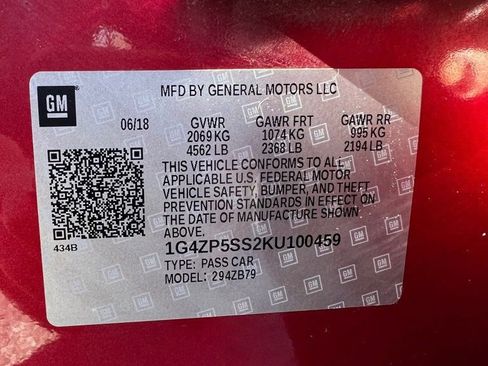 GM
MFD BY GENERAL MOTORS LLC
06/18 GVWR GAWR FRT GAWR RR
2069 KG 1074 KG 995 KG
4562 LB 2368 LB 2194 LB
THIS VEHICLE CONFORMS TO ALL
APPLICABLE U.S. FEDERAL MOTOR
VEHICLE SAFETY, BUMPER, AND THEFT
PREVENTION STANDARDS IN EFFECT ON
THE DATE OF MANUFACTURE SHOWN
ABOVE.
434B
1G4ZP5SS2KU100459
TYPE: PASS CAR
MODEL: 294ZB79